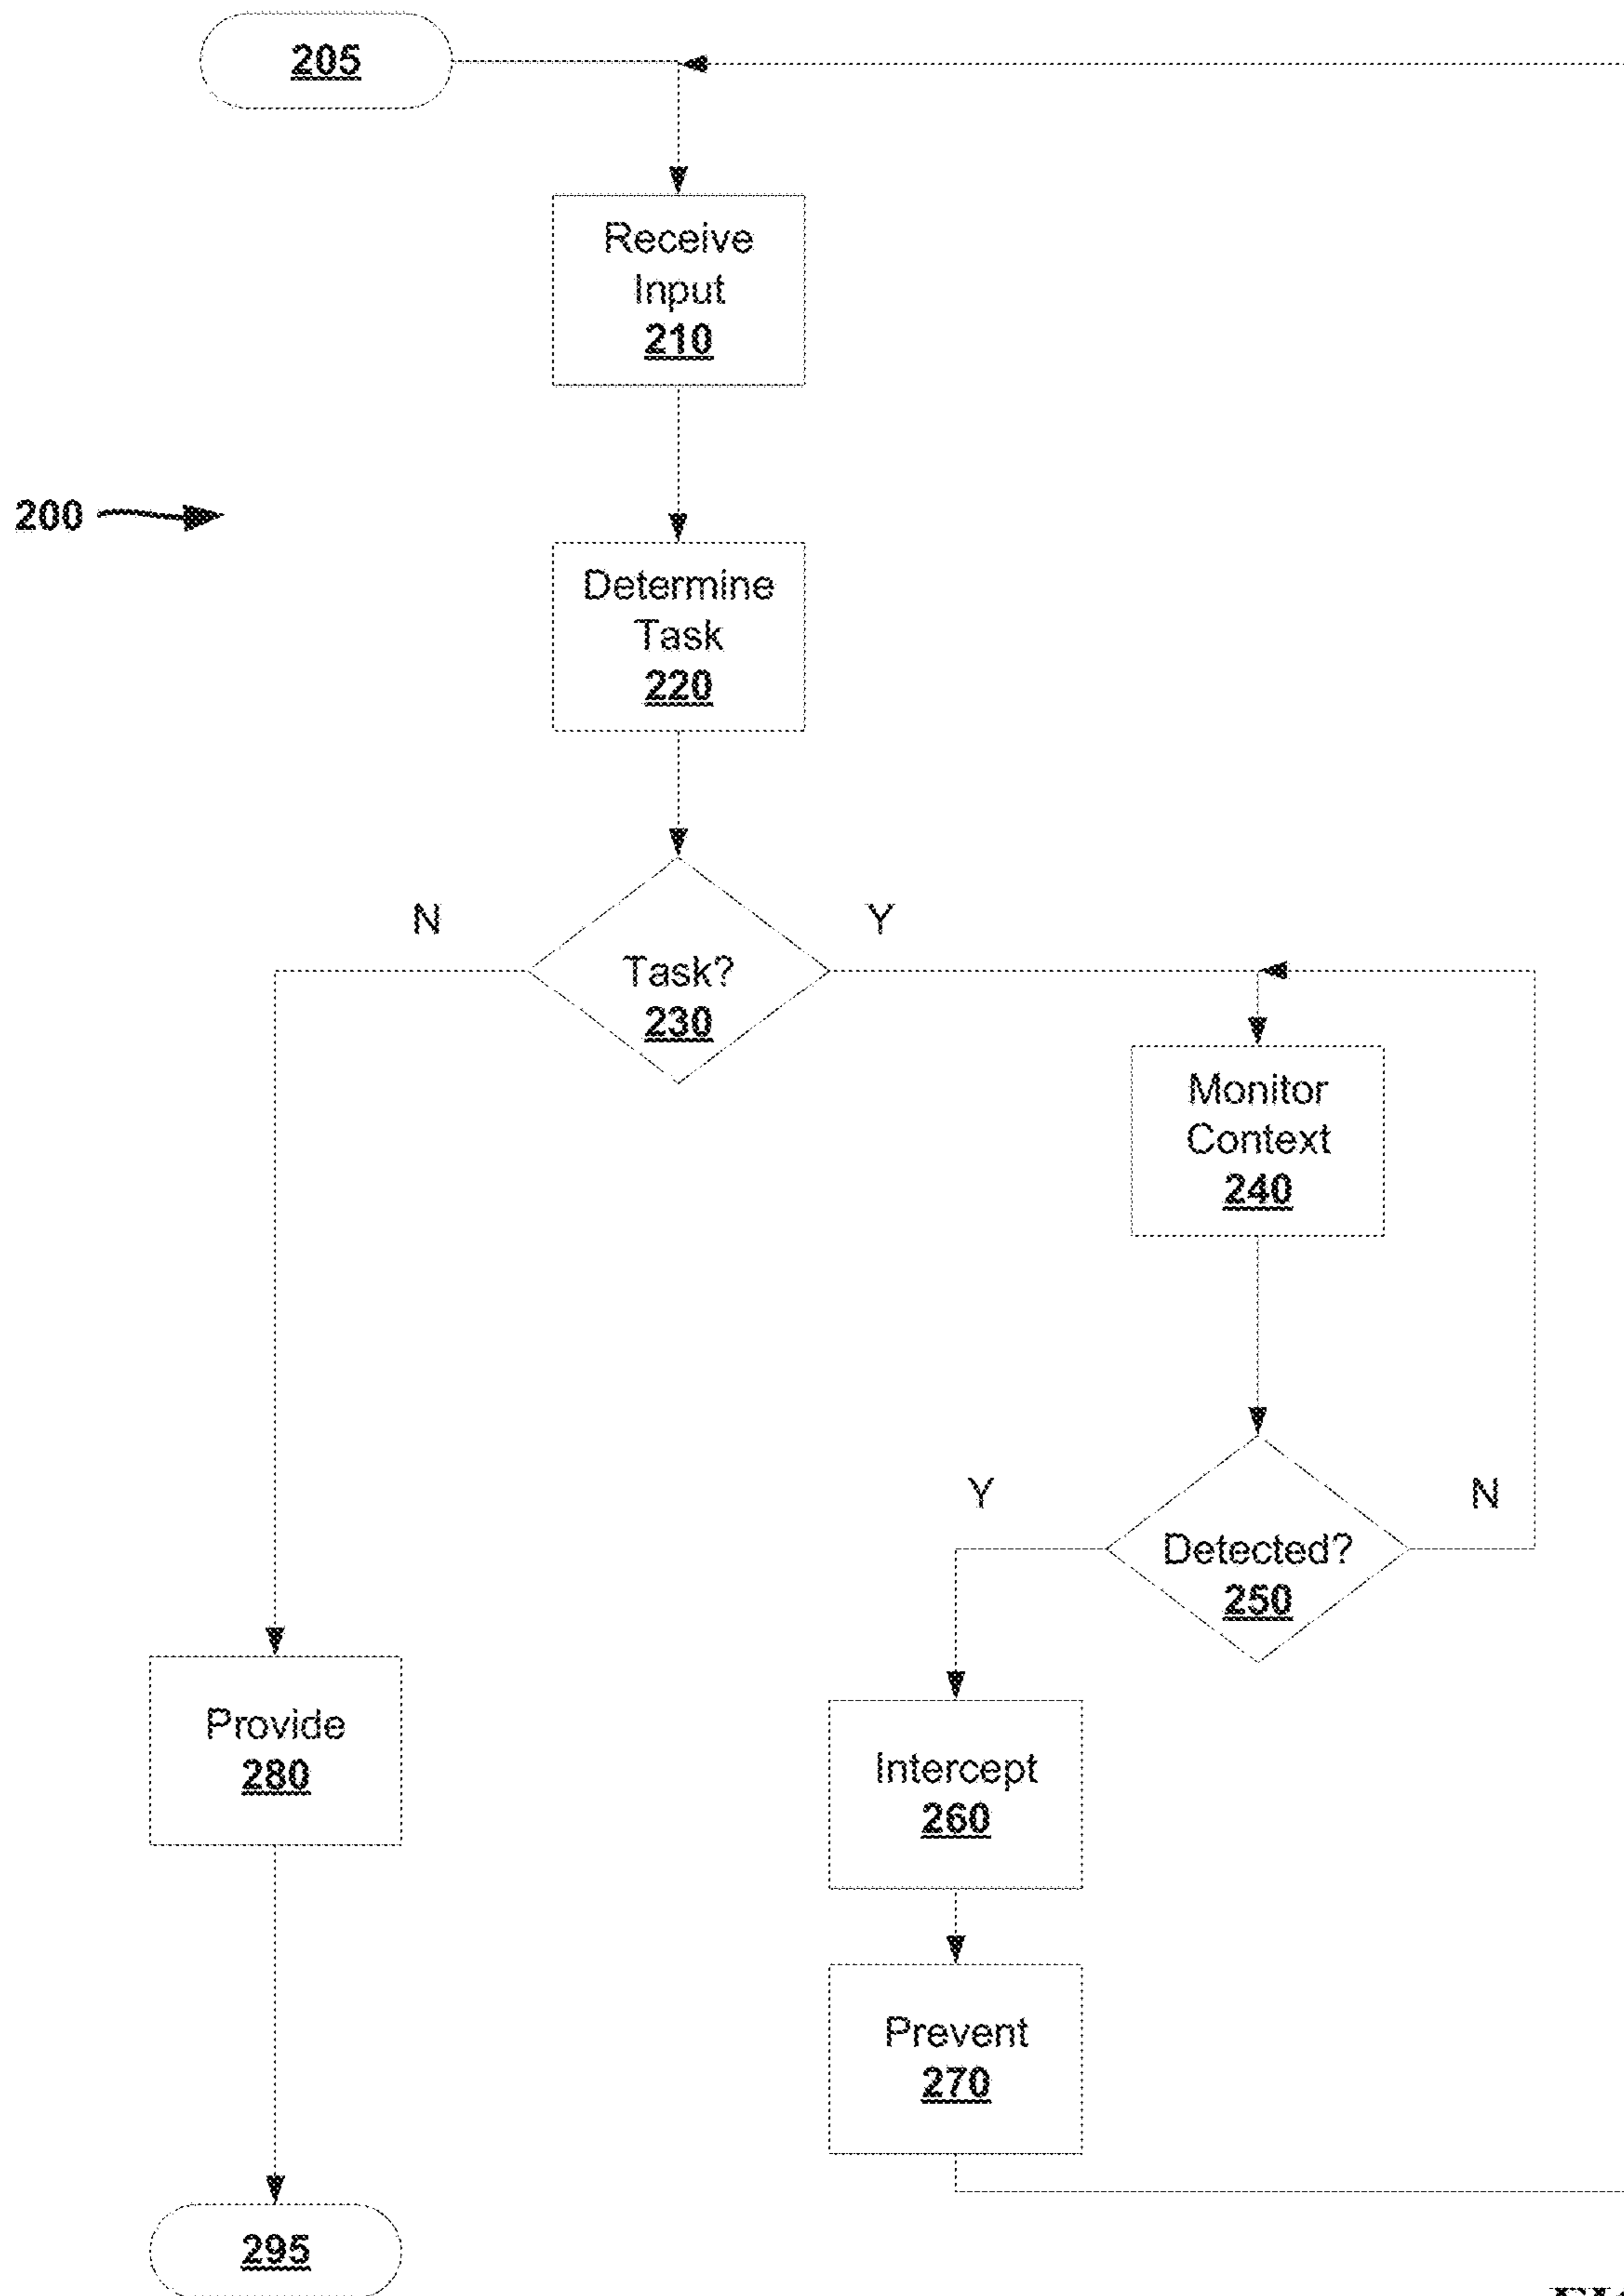 205
Receive
Input
210
200
Determine
Task
220
N
Y
Task?
230
Monitor
Context
240
Y
N
Detected?
250
Provide
280
Intercept
260
Prevent
270
295